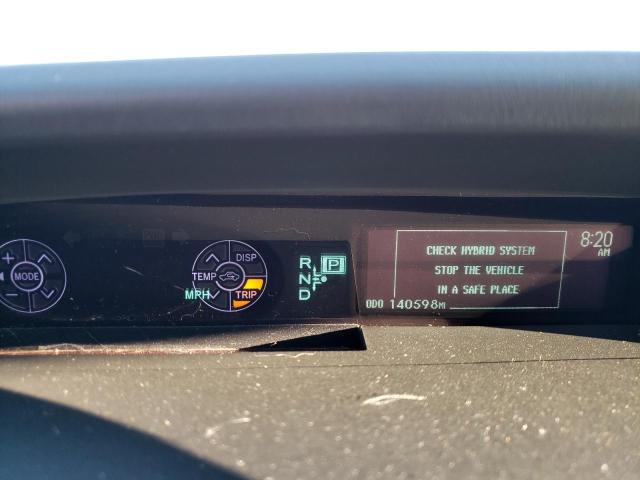 MODE
DISP
TEMP
MPH
TRIP
R
N
D
P
CHECK HYBRID SYSTEM
STOP THE VEHICLE
IN A SAFE PLACE
8:20
AM
ODO 140598MI